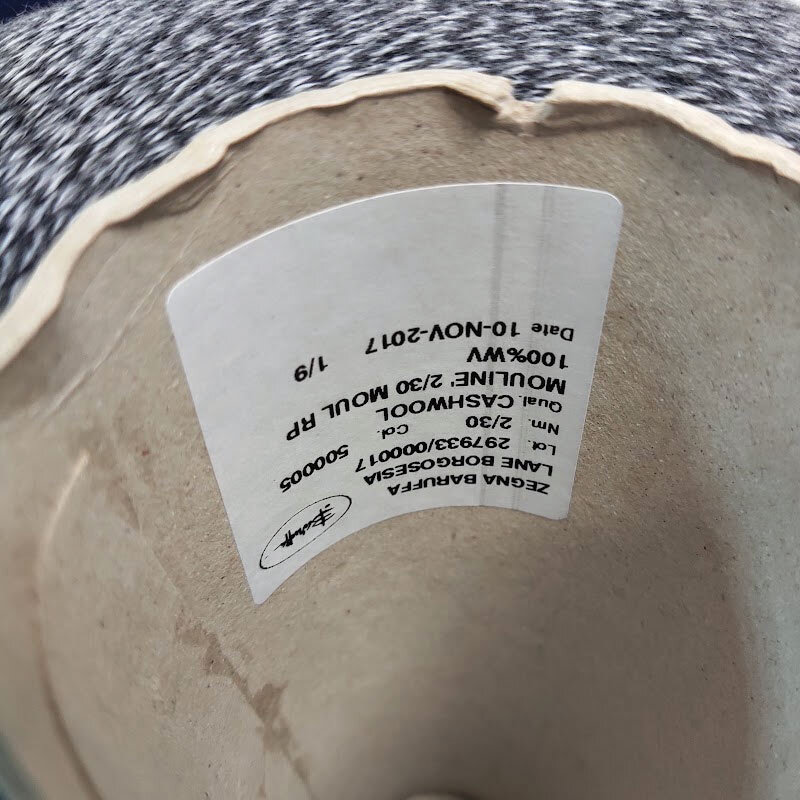 Baruffa
ZEGNA BARUFFA
LANE BORGOSESIA
Lot. 297933/000017
Nm. 2/30 Col. 500005
Qual. CASHWOOL
MOULINE' 2/30 MOUL RP
100%WV
Date 10-NOV-2017 1/9